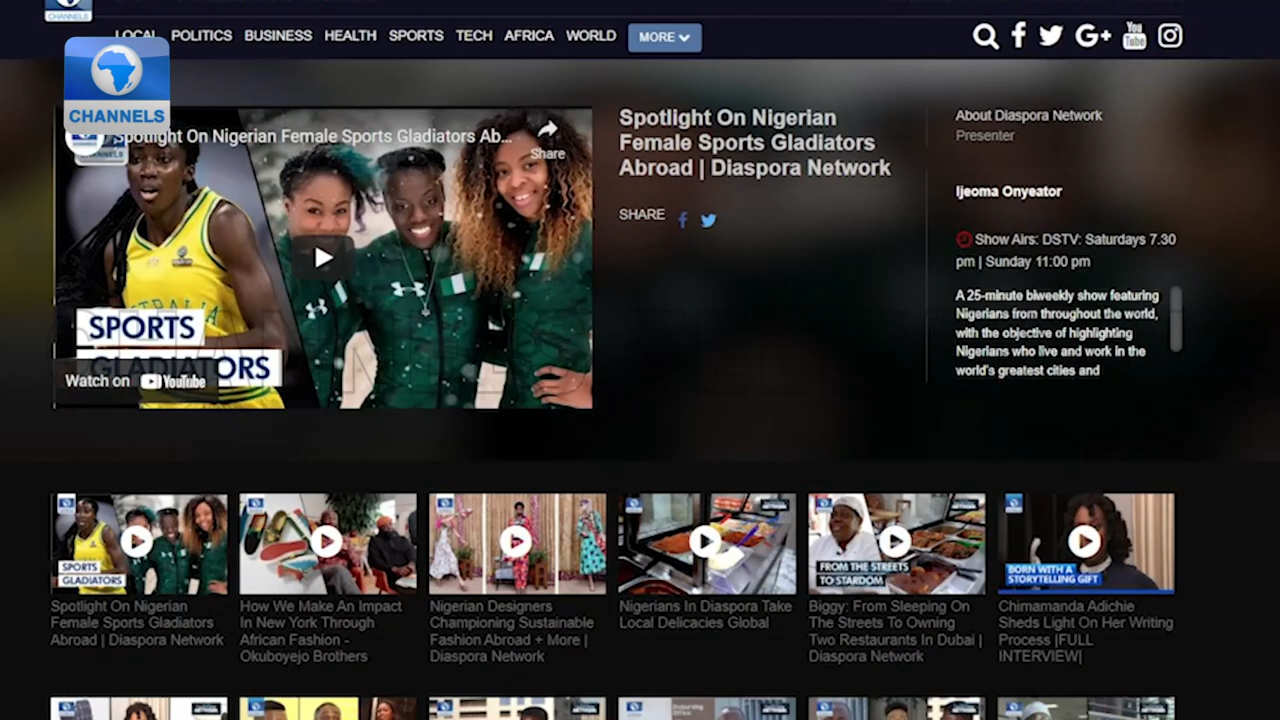 CHANNELS
LOCAL POLITICS BUSINESS HEALTH SPORTS TECH AFRICA WORLD MORE
You
Tube
G+
CHANNELS
Spotlight On Nigerian Female Sports Gladiators Ab...
Share
CHANNELS
AUSTRALIA
SPORTS
GLADIATORS
Watch on YouTube
Spotlight On Nigerian
Female Sports Gladiators
Abroad | Diaspora Network
SHARE
About Diaspora Network
Presenter
Ijeoma Onyeator
Show Airs: DSTV: Saturdays 7.30
pm | Sunday 11:00 pm
A 25-minute biweekly show featuring
Nigerians from throughout the world,
with the objective of highlighting
Nigerians who live and work in the
world's greatest cities and
SPORTS
GLADIATORS
Spotlight On Nigerian
Female Sports Gladiators
Abroad | Diaspora Network
How We Make An Impact
In New York Through
African Fashion -
Okuboyejo Brothers
Nigerian Designers
Championing Sustainable
Fashion Abroad + More |
Diaspora Network
Nigerians In Diaspora Take
Local Delicacies Global
FROM THE STREETS
TO STARDOM
Biggy: From Sleeping On
The Streets To Owning
Two Restaurants In Dubai |
Diaspora Network
BORN WITH A
STORYTELLING GIFT
Chimamanda Adichie
Sheds Light On Her Writing
Process |FULL
INTERVIEW|